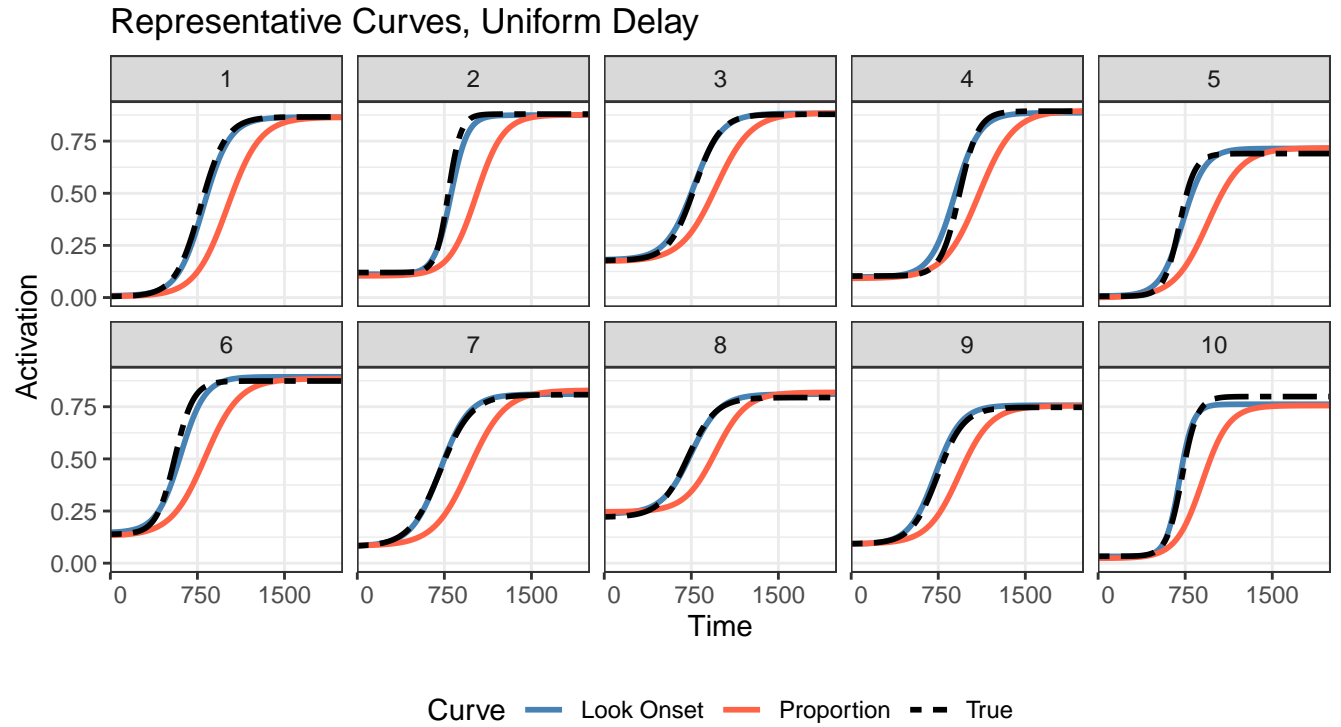 Representative Curves, Uniform Delay
1 2 3 4 5
0.75
0.50
0.25
0.00
6 7 8 9 10
0.75
0.50
0.25
0.00
Activation
0 750 1500 0 750 1500 0 750 1500 0 750 1500 0 750 1500
Time
Curve Look Onset Proportion True